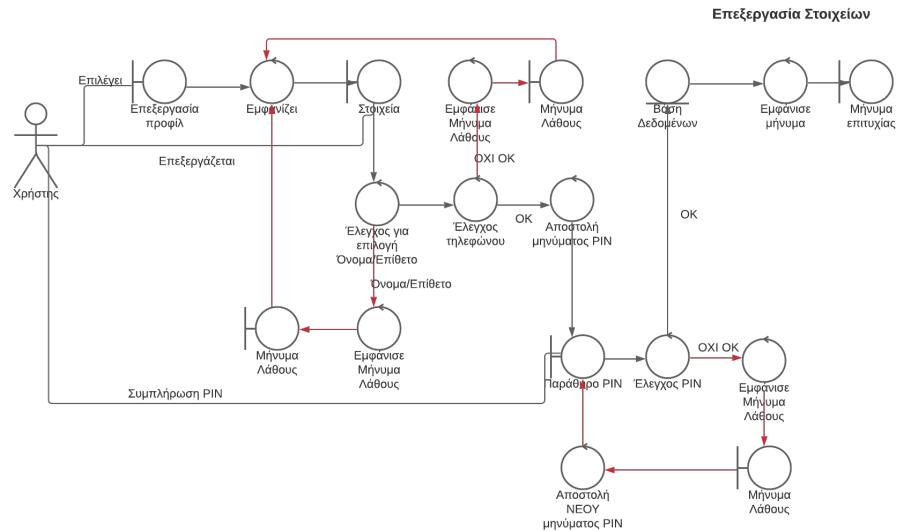 Επεξεργασία Στοιχείων
Επιλέγει
Επεξεργασία
προφίλ
Εμφανίζει
Στοιχεία
Εμφάνισε
Μήνυμα
Λάθους
Μήνυμα
Λάθους
Βάση
Δεδομένων
Εμφάνισε
μήνυμα
Μήνυμα
επιτυχίας
Χρήστης
Επεξεργάζεται
ΟΧΙ ΟΚ
Έλεγχος για
επιλογή
Όνομα/Επίθετο
Έλεγχος
τηλεφώνου
ΟΚ
Αποστολή
μηνύματος PIN
ΟΚ
Όνομα/Επίθετο
Μήνυμα
Λάθους
Εμφάνισε
Μήνυμα
Λάθους
Συμπλήρωση PIN
Παράθυρο PIN
Έλεγχος PIN
ΟΧΙ ΟΚ
Εμφάνισε
Μήνυμα
Λάθους
Αποστολή
ΝΕΟΥ
μηνύματος PIN
Μήνυμα
Λάθους